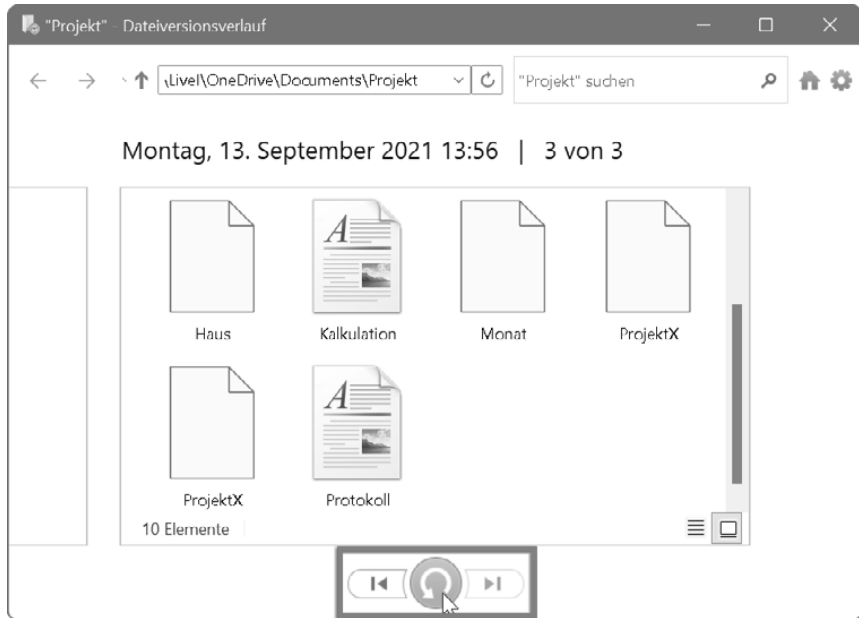 "Projekt" - Dateiversionsverlauf
\Livel\OneDrive\Documents\Projekt
"Projekt" suchen
Montag, 13. September 2021 13:56 | 3 von 3
Haus Kalkulation Monat ProjektX
ProjektX Protokoll
10 Elemente